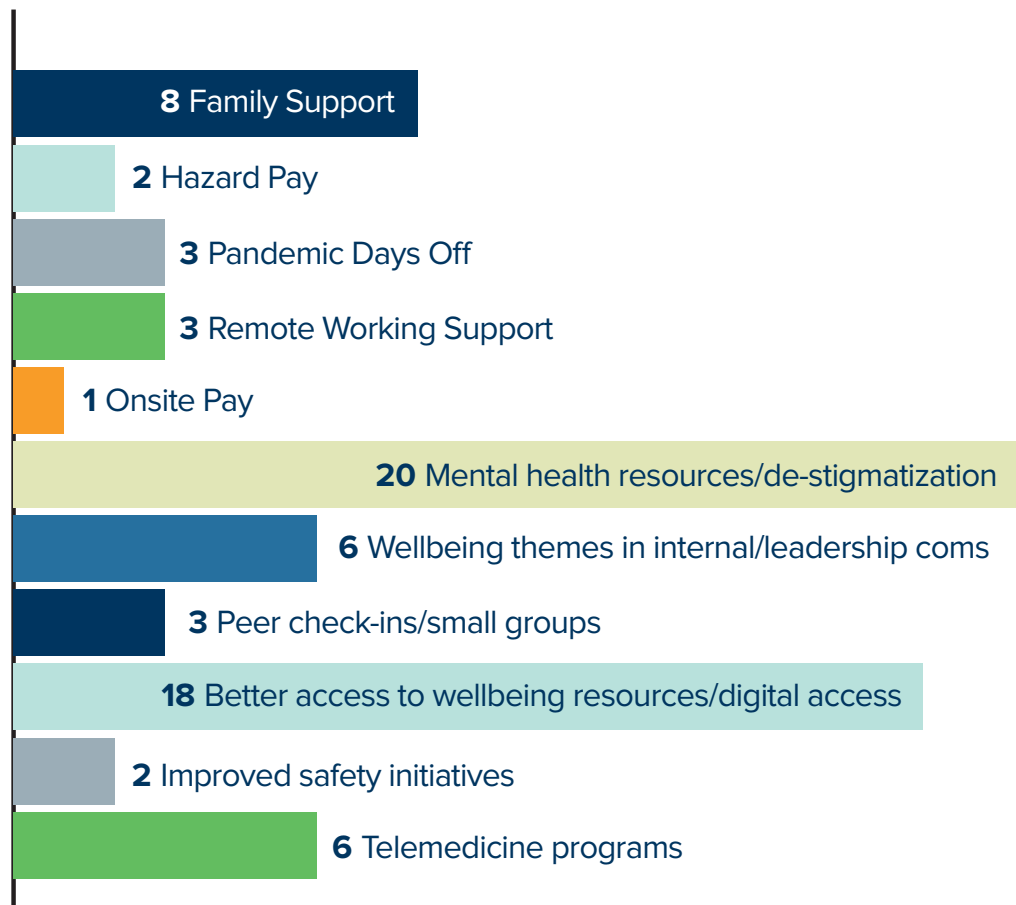 8 Family Support
2 Hazard Pay
3 Pandemic Days Off
3 Remote Working Support
1 Onsite Pay
20 Mental health resources/de-stigmatization
6 Wellbeing themes in internal/leadership coms
3 Peer check-ins/small groups
18 Better access to wellbeing resources/digital access
2 Improved safety initiatives
6 Telemedicine programs